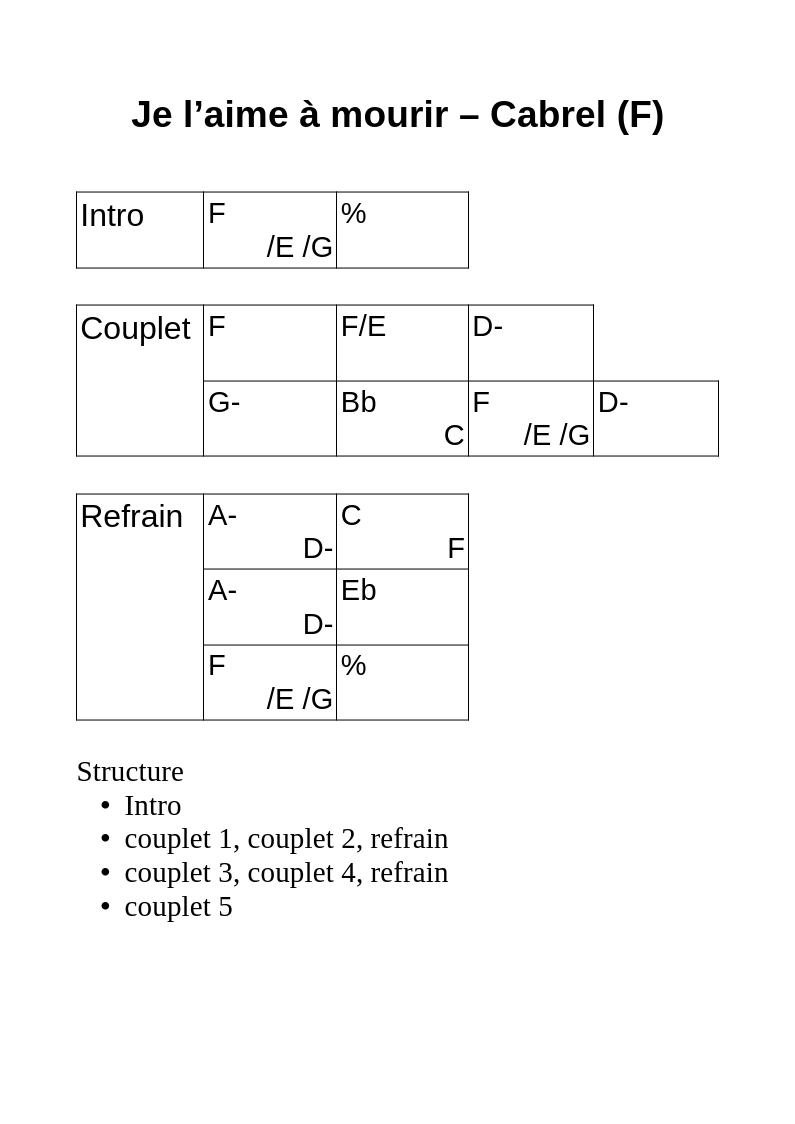 Je l’aime à mourir – Cabrel (F)
Intro F /E /G %
Couplet F F/E D-
G- Bb C F /E /G D-
Refrain A- D- C F
A- D- Eb
F /E /G %
Structure
• Intro
• couplet 1, couplet 2, refrain
• couplet 3, couplet 4, refrain
• couplet 5